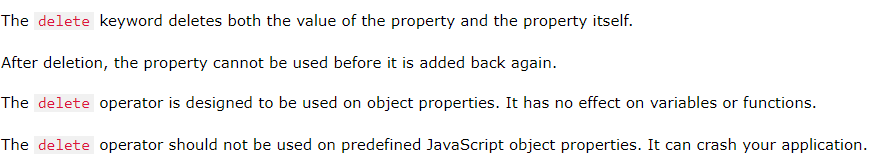 The delete keyword deletes both the value of the property and the property itself.
After deletion, the property cannot be used before it is added back again.
The delete operator is designed to be used on object properties. It has no effect on variables or functions.
The delete operator should not be used on predefined JavaScript object properties. It can crash your application.